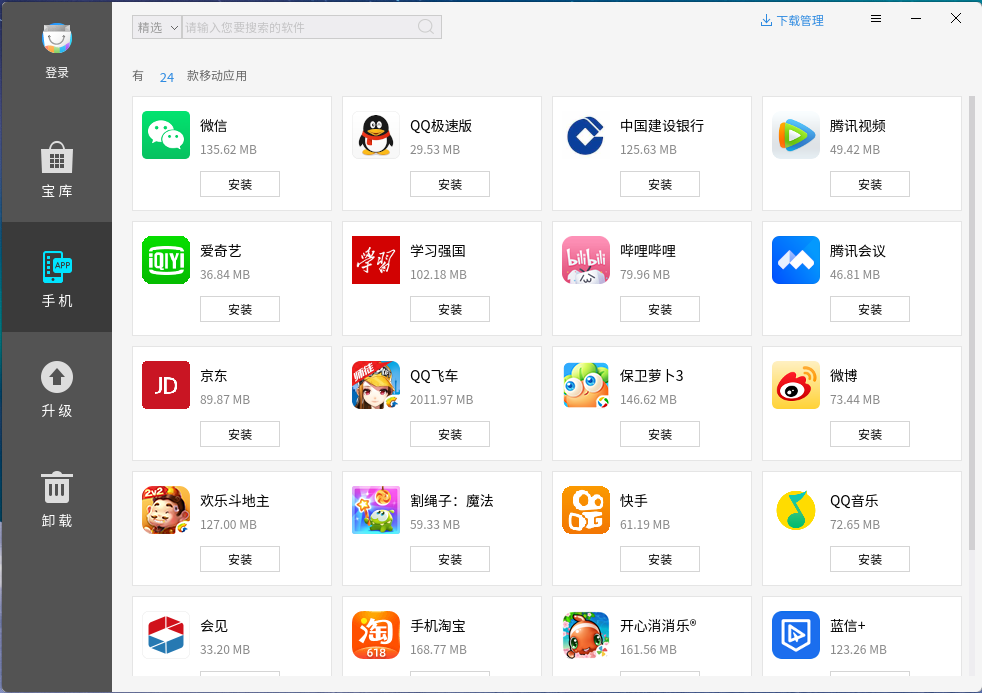 登录
宝库
手机
升级
卸载
精选
请输入您要搜索的软件
下载管理
有 24 款移动应用
微信
135.62 MB
安装
QQ极速版
29.53 MB
安装
中国建设银行
125.63 MB
安装
腾讯视频
49.42 MB
安装
iQIYI
爱奇艺
36.84 MB
安装
学習
学习强国
102.18 MB
安装
bilibili
哔哩哔哩
79.96 MB
安装
腾讯会议
46.81 MB
安装
APP
JD
京东
89.87 MB
安装
师徒
QQ飞车
2011.97 MB
安装
保卫萝卜3
146.62 MB
安装
微博
73.44 MB
安装
2v2
欢乐斗地主
127.00 MB
安装
割绳子：魔法
59.33 MB
安装
快手
61.19 MB
安装
QQ音乐
72.65 MB
安装
会见
33.20 MB
淘
618
手机淘宝
168.77 MB
开心消消乐®
161.56 MB
蓝信+
123.26 MB